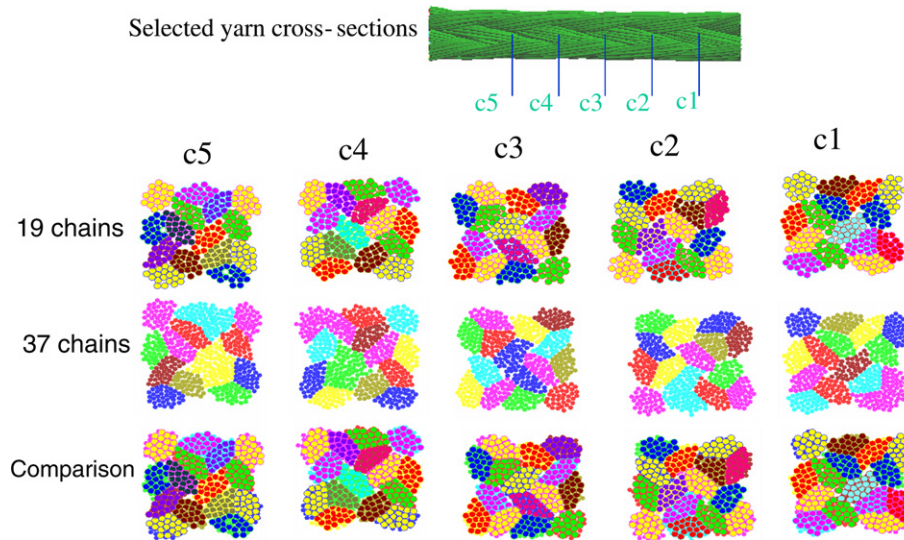 Selected yarn cross- sections
c5 c4 c3 c2 c1
c5 c4 c3 c2 c1
19 chains
37 chains
Comparison